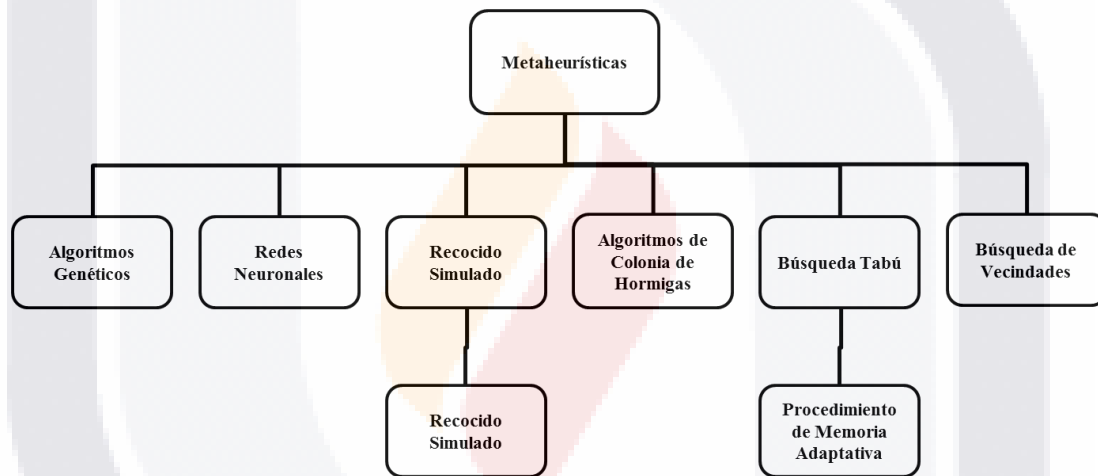 Metaheurísticas
Algoritmos
Genéticos
Redes
Neuronales
Recocido
Simulado
Algoritmos de
Colonia de
Hormigas
Búsqueda Tabú
Búsqueda de
Vecindades
Recocido
Simulado
Procedimiento
de Memoria
Adaptativa